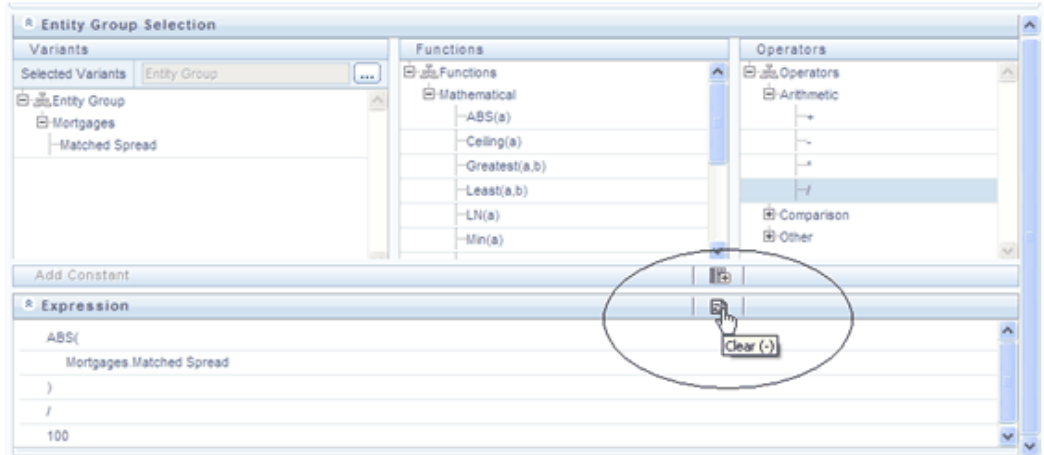 Entity Group Selection
Variants
Selected Variants Entity Group ...
Entity Group
Mortgages
Matched Spread
Functions
Functions
Mathematical
ABS(a)
Ceiling(a)
Greatest(a,b)
Least(a,b)
LN(a)
Min(a)
Operators
Operators
Arithmetic
+
-
*
/
Comparison
Other
Add Constant
Expression
Clear (-)
ABS(
Mortgages.Matched Spread
)
/
100